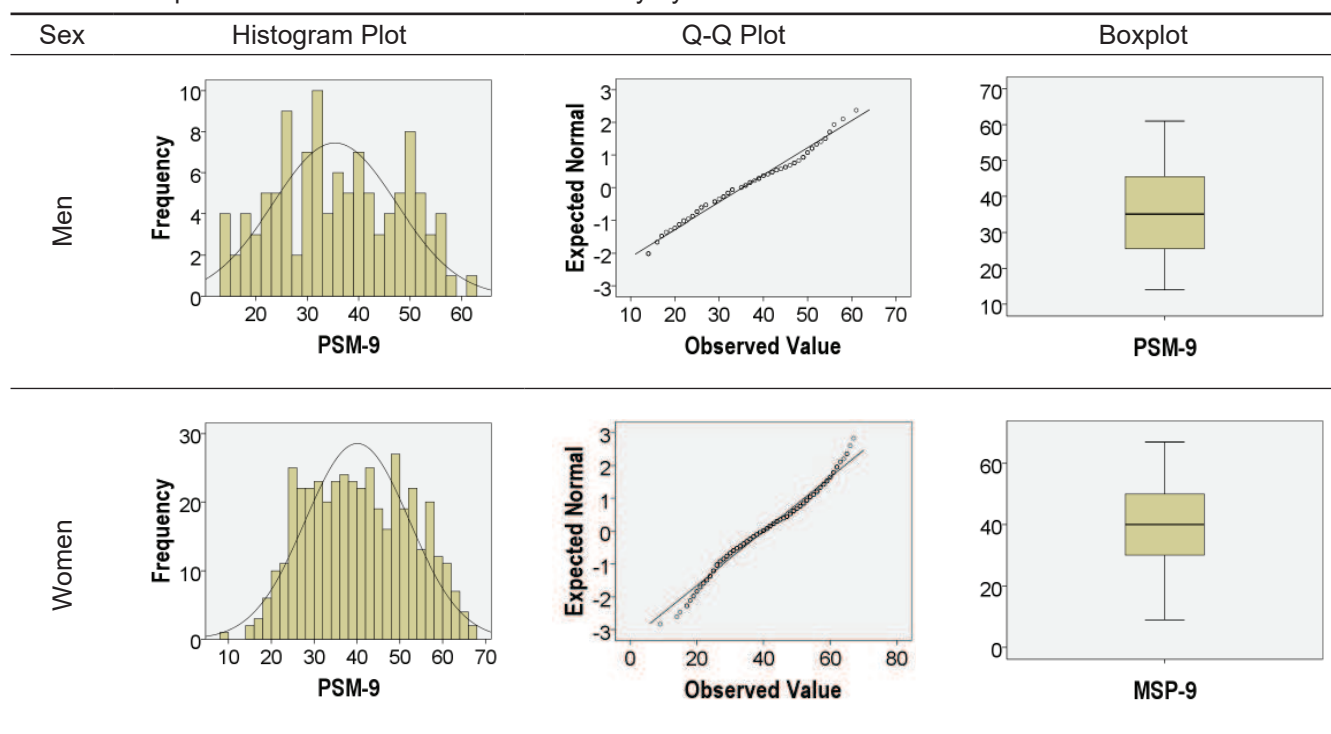 Sex Histogram Plot Q-Q Plot Boxplot
Men
Frequency
10
8
6
4
2
0
20 30 40 50 60
PSM-9
Expected Normal
3
2
1
0
-1
-2
-3
10 20 30 40 50 60 70
Observed Value
70
60
50
40
30
20
10
PSM-9
Women
Frequency
30
20
10
0
10 20 30 40 50 60 70
PSM-9
Expected Normal
3
2
1
0
-1
-2
-3
0 20 40 60 80
Observed Value
60
40
20
0
MSP-9